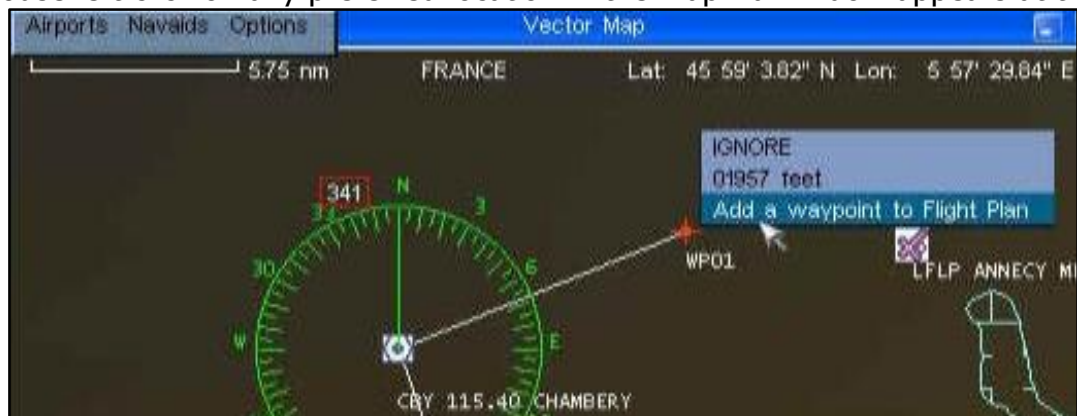 Airports Navaids Options Vector Map
5.75 nm FRANCE Lat: 45 59' 3.82" N Lon: 5 57' 29.84" E
IGNORE
01957 feet
Add a waypoint to Flight Plan
341 N
34 3
WP01
LFLP ANNECY
30 6
W E
CBY 115.40 CHAMBERY